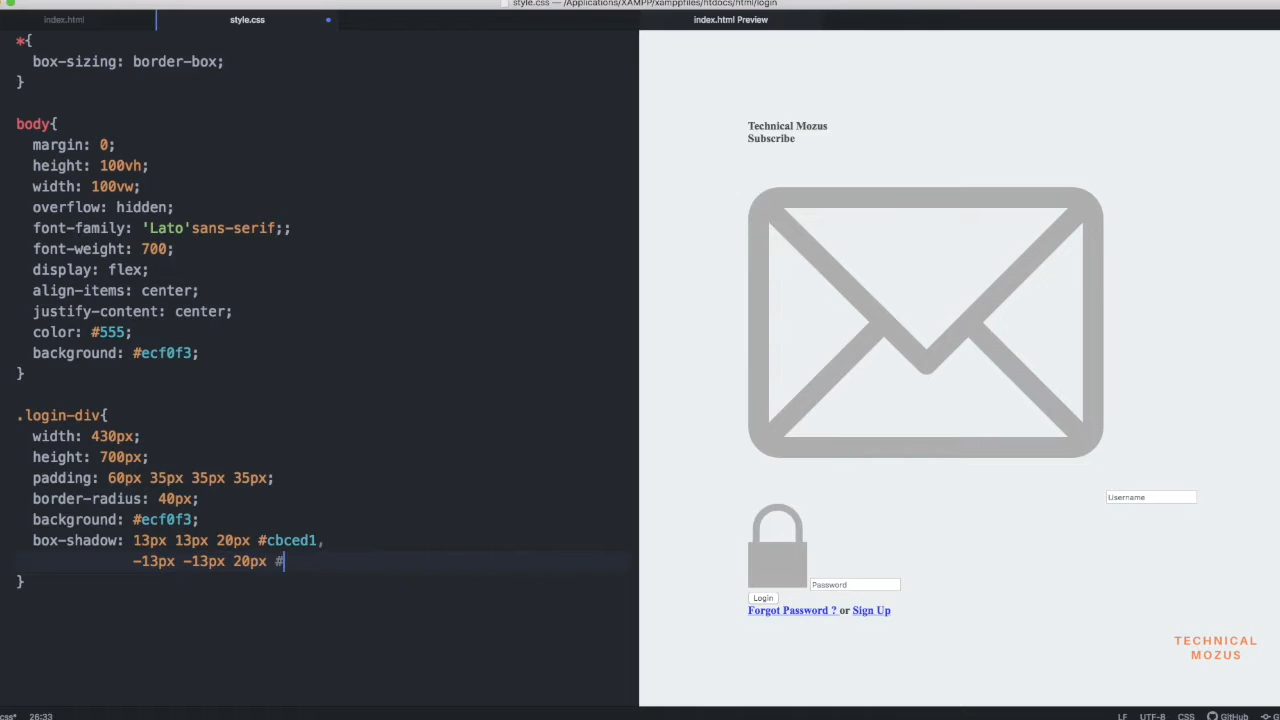 style.css — /Applications/XAMPP/xamppfiles/htdocs/html/login
index.html
style.css
index.html Preview
*{
box-sizing: border-box;
}
body{
margin: 0;
height: 100vh;
width: 100vw;
overflow: hidden;
font-family: 'Lato'sans-serif;;
font-weight: 700;
display: flex;
align-items: center;
justify-content: center;
color: #555;
background: #ecf0f3;
}
.login-div{
width: 430px;
height: 700px;
padding: 60px 35px 35px 35px;
border-radius: 40px;
background: #ecf0f3;
box-shadow: 13px 13px 20px #cbced1,
-13px -13px 20px #
}
Technical Mozus
Subscribe
Username
Password
Login
Forgot Password ? or Sign Up
TECHNICAL
MOZUS
css* 26:33
LF UTF-8 CSS GitHub